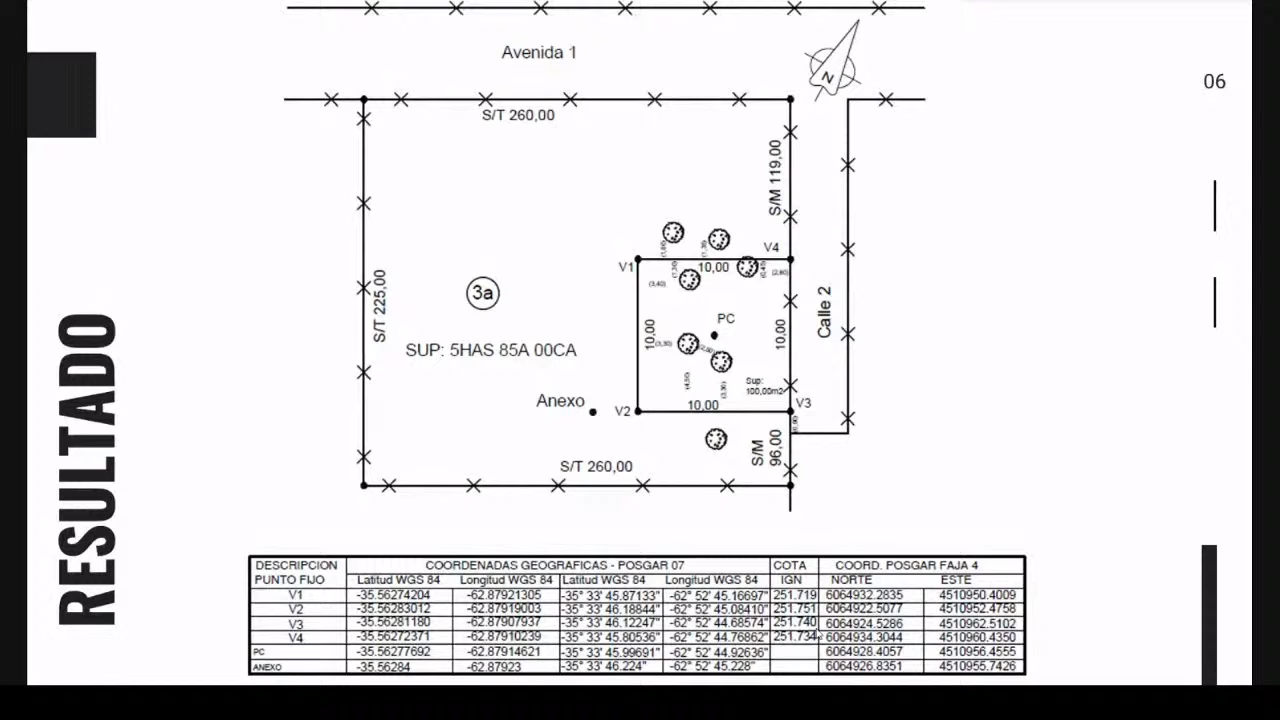 06
RESULTADO
Avenida 1
N
S/T 260,00
S/M 119,00
V4
V1
10,00
(3,40)
(2,60)
3a
S/T 225,00
Calle 2
PC
10,00
10,00
SUP: 5HAS 85A 00CA
Sup:
100,00m2
Anexo
V2
10,00
V3
S/M
96,00
S/T 260,00
DESCRIPCION PUNTO FIJO COORDENADAS GEOGRAFICAS - POSGAR 07 COTA IGN COORD. POSGAR FAJA 4
Latitud WGS 84 Longitud WGS 84 Latitud WGS 84 Longitud WGS 84 NORTE ESTE
V1 -35.56274204 -62.87921305 -35° 33' 45.87133" -62° 52' 45.16697" 251.719 6064932.2835 4510950.4009
V2 -35.56283012 -62.87919003 -35° 33' 46.18844" -62° 52' 45.08410" 251.751 6064922.5077 4510952.4758
V3 -35.56281180 -62.87907937 -35° 33' 46.12247" -62° 52' 44.68574" 251.740 6064924.5286 4510962.5102
V4 -35.56272371 -62.87910239 -35° 33' 45.80536" -62° 52' 44.76862" 251.734 6064934.3044 4510960.4350
PC -35.56277692 -62.87914621 -35° 33' 45.99691" -62° 52' 44.92636" 6064928.4057 4510956.4555
ANEXO -35.56284 -62.87923 -35° 33' 46.224" -62° 52' 45.228" 6064926.8351 4510955.7426